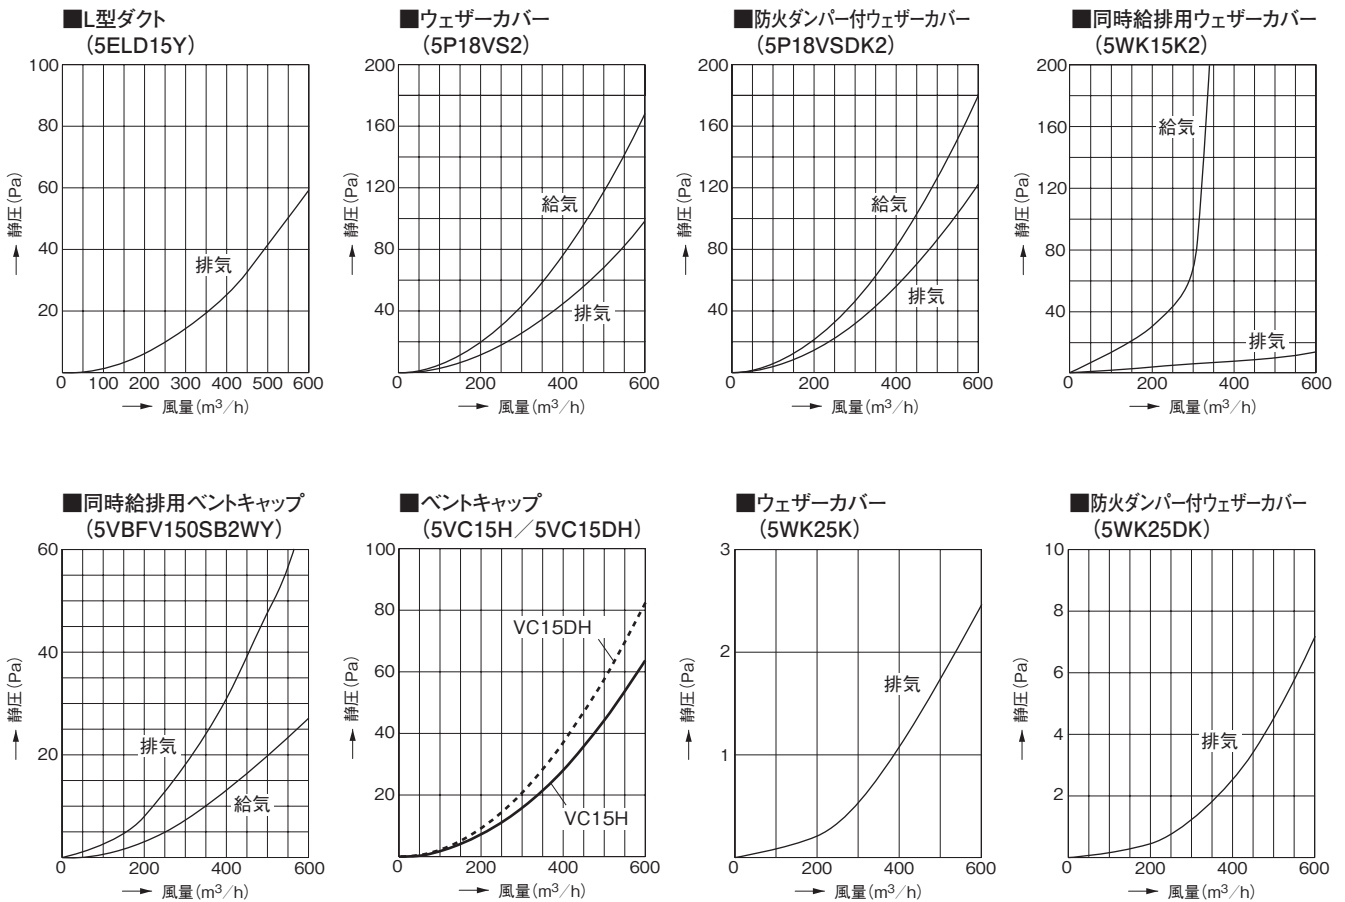 ■L型ダクト
(5ELD15Y)
100
80
60
40
20
0
100
200
300
400
500
600
静圧(Pa)
風量(m³/h)
排気
■ウェザーカバー
(5P18VS2)
200
160
120
80
40
0
200
400
600
静圧(Pa)
風量(m³/h)
給気
排気
■防火ダンパー付ウェザーカバー
(5P18VSDK2)
200
160
120
80
40
0
200
400
600
静圧(Pa)
風量(m³/h)
給気
排気
■同時給排用ウェザーカバー
(5WK15K2)
200
160
120
80
40
0
200
400
600
静圧(Pa)
風量(m³/h)
給気
排気
■同時給排用ベントキャップ
(5VBFV150SB2WY)
60
40
20
0
200
400
600
静圧(Pa)
風量(m³/h)
排気
給気
■ベントキャップ
(5VC15H/5VC15DH)
100
80
60
40
20
0
200
400
600
静圧(Pa)
風量(m³/h)
VC15DH
VC15H
■ウェザーカバー
(5WK25K)
3
2
1
0
200
400
600
静圧(Pa)
風量(m³/h)
排気
■防火ダンパー付ウェザーカバー
(5WK25DK)
10
8
6
4
2
0
200
400
600
静圧(Pa)
風量(m³/h)
排気